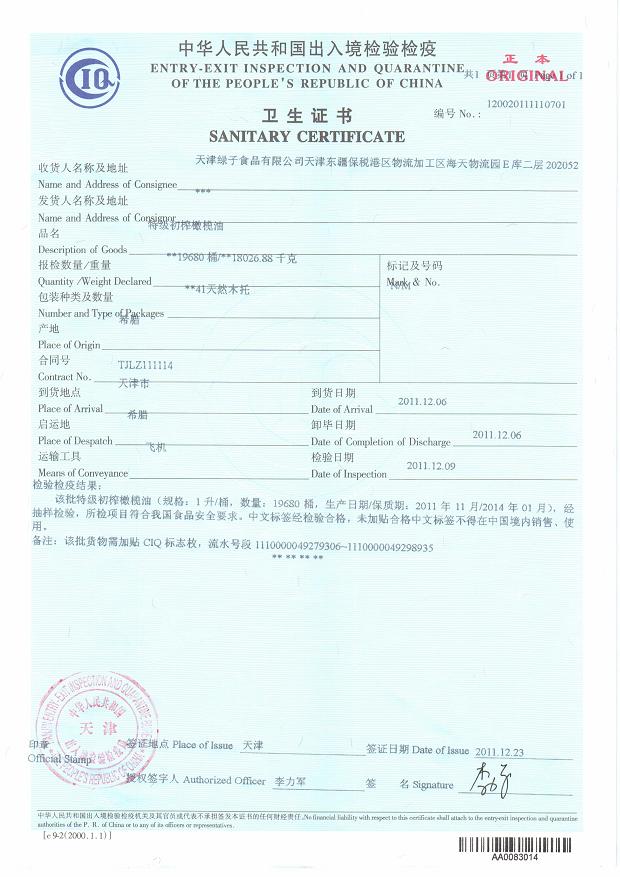 CIQ
中华人民共和国出入境检验检疫
ENTRY-EXIT INSPECTION AND QUARANTINE
OF THE PEOPLE'S REPUBLIC OF CHINA
正 本
ORIGINAL
共1 Page of 1
卫 生 证 书
SANITARY CERTIFICATE
编号 No.: 120020111110701
收货人名称及地址 天津绿子食品有限公司天津东疆保税港区物流加工区海天物流园E库二层202052
Name and Address of Consignee
***
发货人名称及地址
Name and Address of Consignor
特级初榨橄榄油
品名
Description of Goods
**19680 桶/**18026.88 千克
报检数量/重量
标记及号码
Quantity /Weight Declared
Mark & No.
N/M
**41天然木托
包装种类及数量
Number and Type of Packages
希腊
产地
Place of Origin
合同号
Contract No. TJLZ111114
天津市
到货地点
到货日期
Place of Arrival
Date of Arrival 2011.12.06
希腊
启运地
卸毕日期
Place of Despatch
Date of Completion of Discharge 2011.12.06
飞机
运输工具
检验日期
Means of Conveyance
Date of Inspection 2011.12.09
检验检疫结果:
该批特级初榨橄榄油（规格：1 升/桶，数量：19680 桶，生产日期/保质期：2011 年 11 月/2014 年 01 月），经
抽样检验，所检项目符合我国食品安全要求。中文标签经检验合格，未加贴合格中文标签不得在中国境内销售、使
用。
备注：该批货物需加贴 CIQ 标志枚，流水号段 1110000049279306~1110000049298935
** ** ** **
中华人民共和国
天津
印章
Official Stamp
签证地点 Place of Issue 天津
签证日期 Date of Issue 2011.12.23
授权签字人 Authorized Officer 李力军
签 名 Signature
中华人民共和国出入境检验检疫机关及其官员或代表不承担签发本证书的任何财经责任.No financial liability with respect to this certificate shall attach to the entry-exit inspection and quarantine
authorities of the P. R. of China or to any of its officers or representatives.
[c 9-2(2000.1.1)]
AA0083014